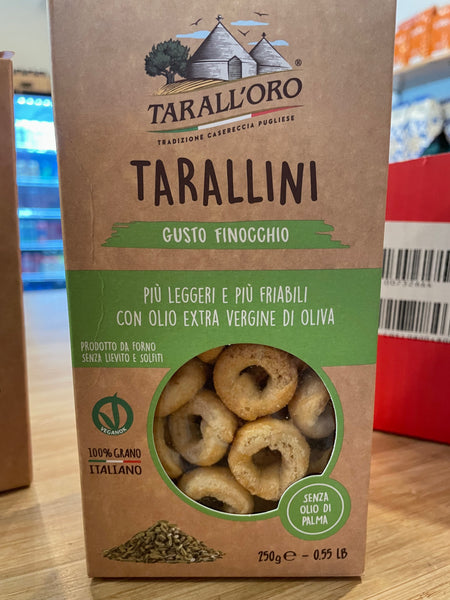 TARALL'ORO®
TRADIZIONE CASERECCIA PUGLIESE
TARALLINI
GUSTO FINOCCHIO
PIÙ LEGGERI E PIÙ FRIABILI
CON OLIO EXTRA VERGINE DI OLIVA
PRODOTTO DA FORNO
SENZA LIEVITO E SOLFITI
VEGANOK
100% GRANO
ITALIANO
SENZA
OLIO DI
PALMA
250g ℮ - 0.55 LB